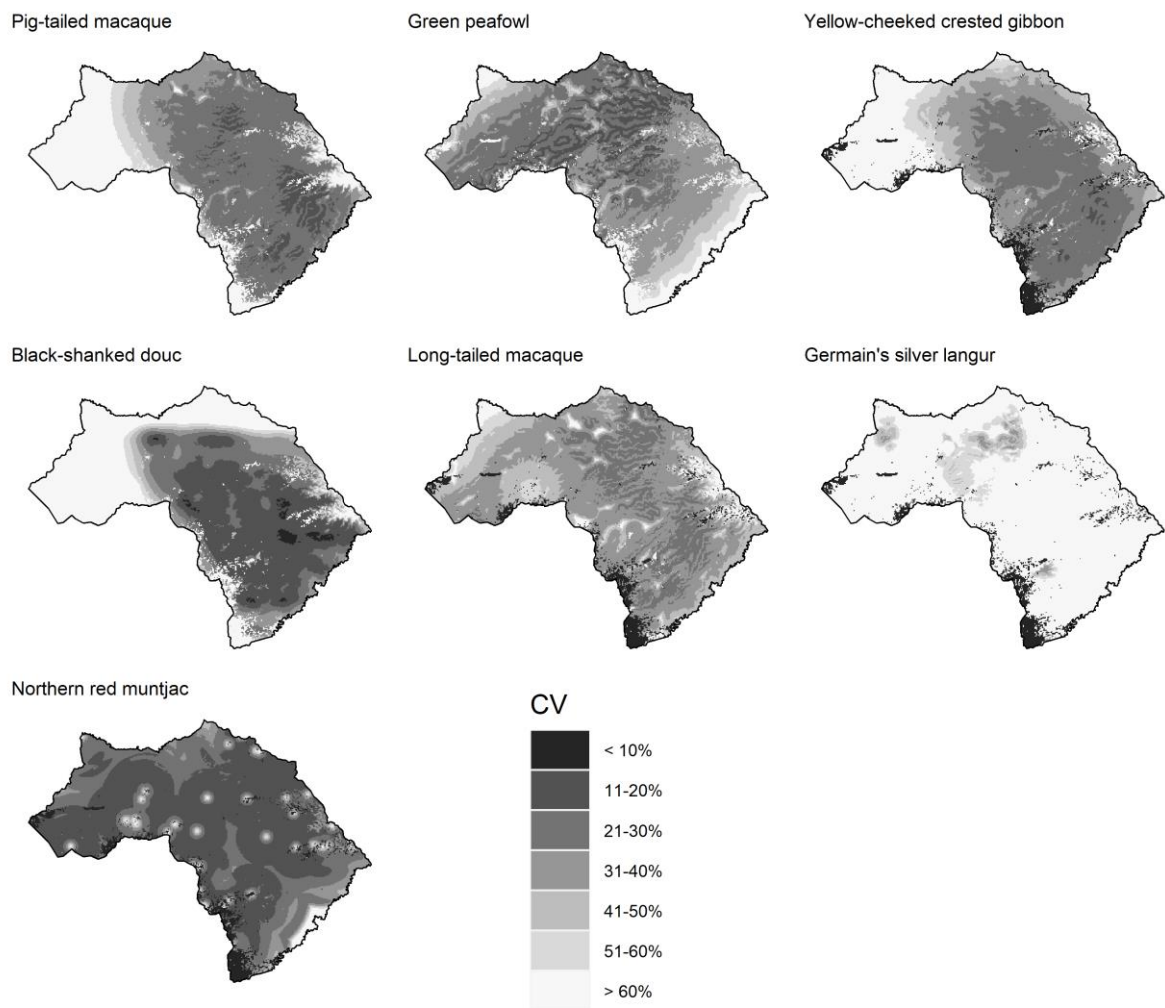 Pig-tailed macaque
Green peafowl
Yellow-cheeked crested gibbon
Black-shanked douc
Long-tailed macaque
Germain's silver langur
Northern red muntjac
CV
< 10%
11-20%
21-30%
31-40%
41-50%
51-60%
> 60%